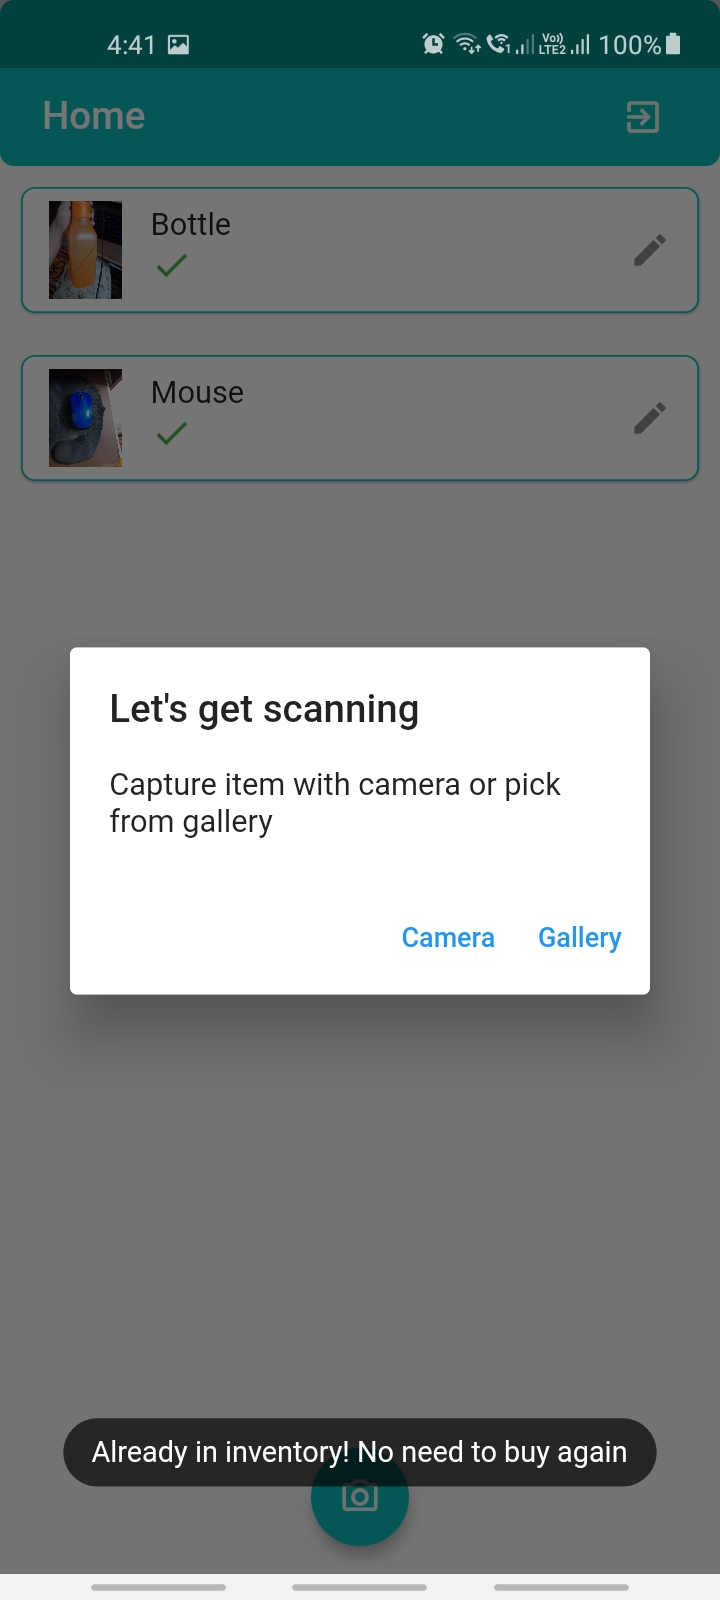 4:41 Vo)) LTE2 1 100%
Home
Bottle
Mouse
Let's get scanning
Capture item with camera or pick
from gallery
Camera Gallery
Already in inventory! No need to buy again